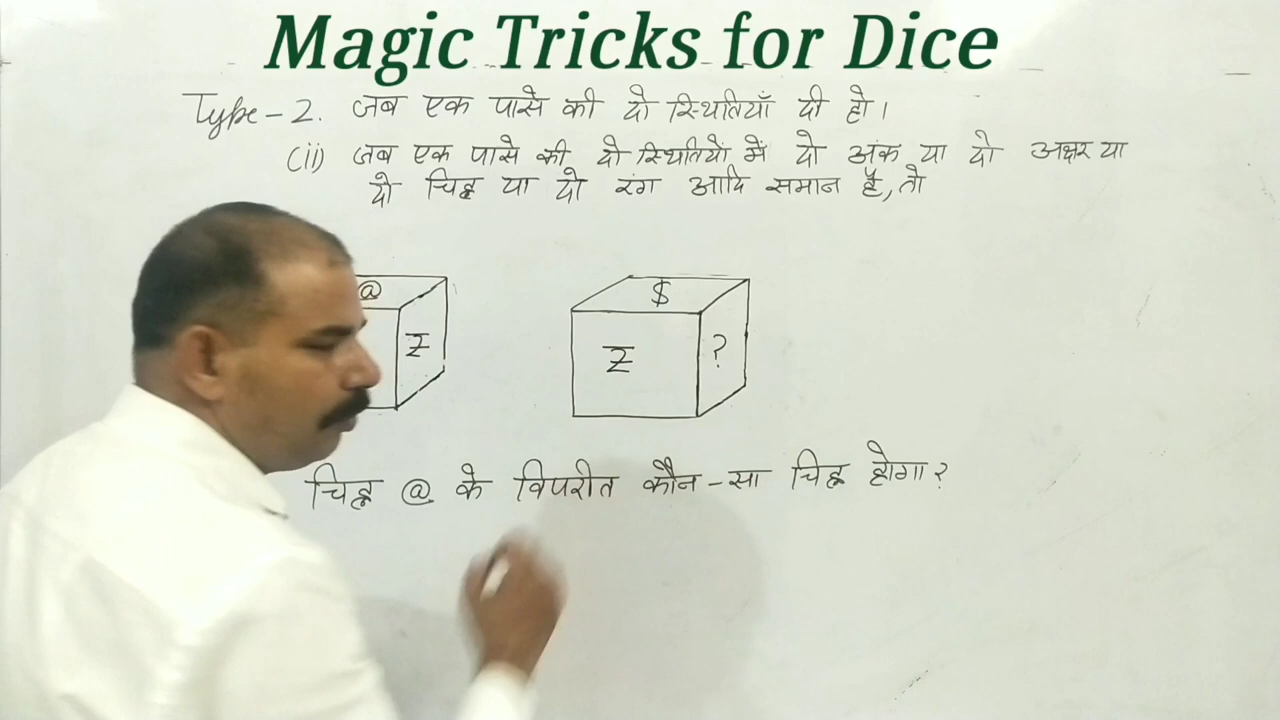 Magic Tricks for Dice
Type-2. जब एक पासे की दो स्थितियाँ दी हो।
(ii) जब एक पासे की दो स्थितियों में दो अंक या दो अक्षर या
दो चिह्न या दो रंग आदि समान हैं, तो
@
Z
$
Z
?
चिह्न @ के विपरीत कौन-सा चिह्न होगा?